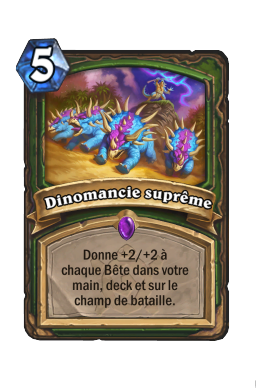 5
Dinomancie suprême
Donne +2/+2 à
chaque Bête dans votre
main, deck et sur le
champ de bataille.